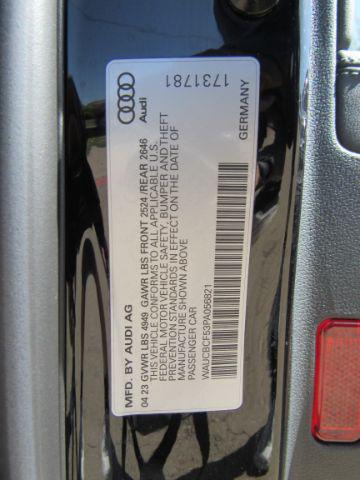 MFD. BY AUDI AG
04 23 GVWR LBS 4949 GAWR LBS FRONT 2524 /REAR 2646
THIS VEHICLE CONFORMS TO ALL APPLICABLE U.S.
FEDERAL MOTOR VEHICLE SAFETY, BUMPER AND THEFT
PREVENTION STANDARDS IN EFFECT ON THE DATE OF
MANUFACTURE SHOWN ABOVE
PASSENGER CAR
WAUCBCF53PA056821
Audi
1731781
GERMANY